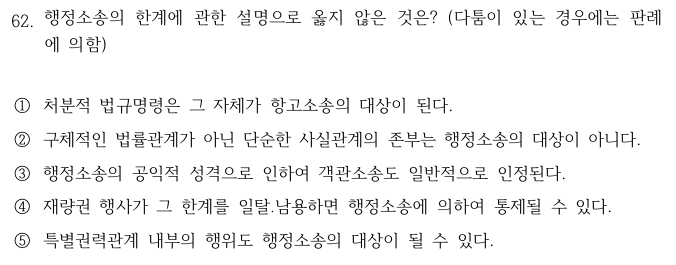 62. 행정소송의 한계에 관한 설명으로 옳지 않은 것은? (다툼이 있는 경우에는 판례
에 의함)
① 처분적 법규명령은 그 자체가 항고소송의 대상이 된다.
② 구체적인 법률관계가 아닌 단순한 사실관계의 존부는 행정소송의 대상이 아니다.
③ 행정소송의 공익적 성격으로 인하여 객관소송도 일반적으로 인정된다.
④ 재량권 행사가 그 한계를 일탈.남용하면 행정소송에 의하여 통제될 수 있다.
⑤ 특별권력관계 내부의 행위도 행정소송의 대상이 될 수 있다.